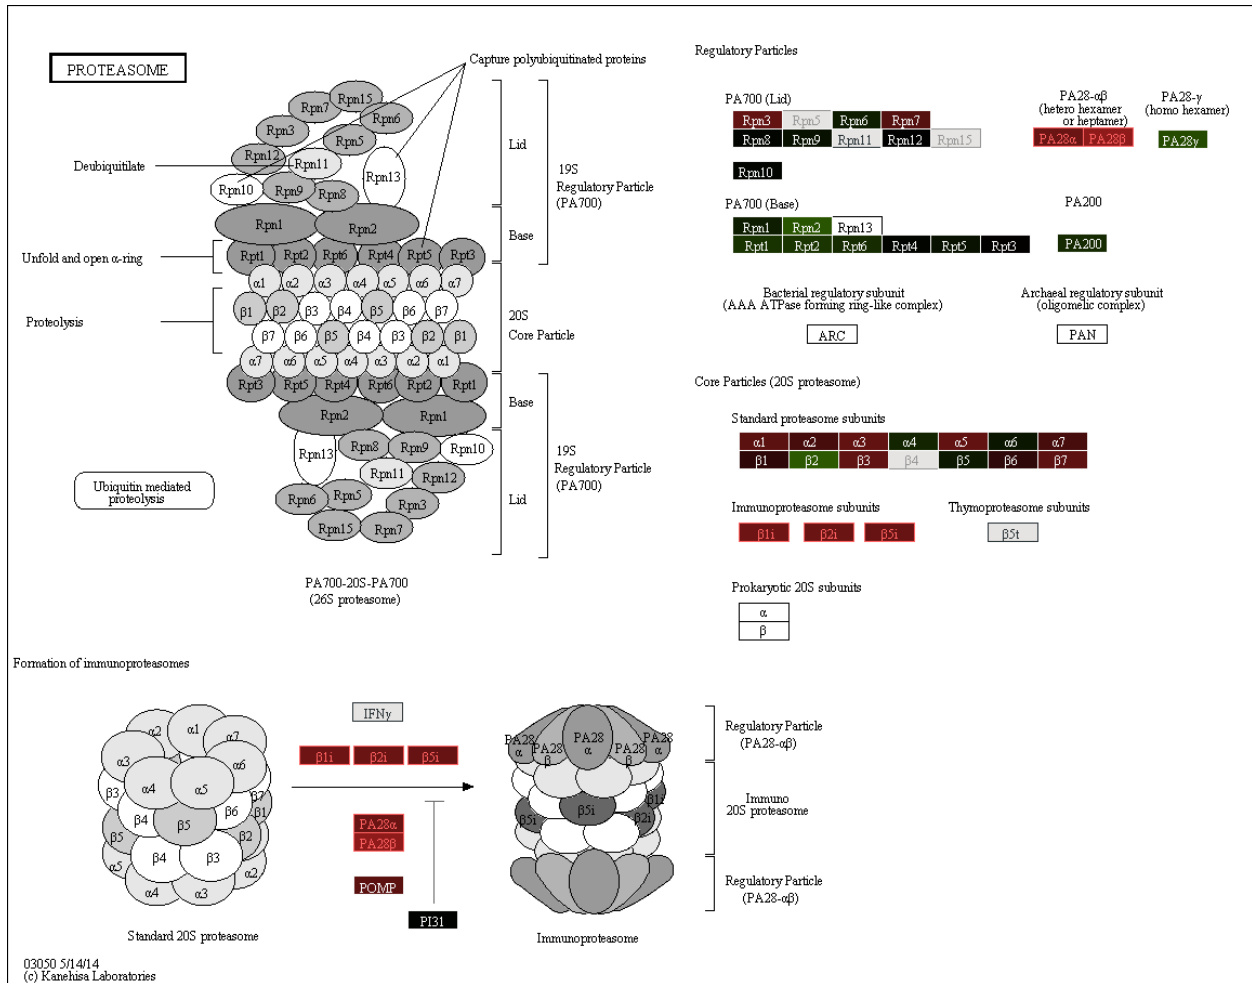 PROTEASOME
Capture polyubiquitinated proteins
Rpn15
Rpn7
Rpn6
Rpn3
Rpn5
Rpn12
Rpn11
Deubiquitilate
Rpn13
Rpn10
Rpn9
Rpn8
Rpn1
Rpn2
Unfold and open α-ring
Rpt1 Rpt2 Rpt6 Rpt4 Rpt5 Rpt3
α1 α2 α3 α4 α5 α6 α7
β1 β2 β3 β4 β5 β6 β7
Proteolysis
β7 β6 β5 β4 β3 β2 β1
α7 α6 α5 α4 α3 α2 α1
Rpt3 Rpt5 Rpt4 Rpt6 Rpt2 Rpt1
Rpn2 Rpn1
Rpn13
Rpn8 Rpn9 Rpn10
Rpn11
Rpn12
Rpn6 Rpn5
Rpn3
Rpn15 Rpn7
Lid
Base
19S
Regulatory Particle
(PA700)
20S
Core Particle
Base
Lid
19S
Regulatory Particle
(PA700)
Ubiquitin mediated
proteolysis
PA700-20S-PA700
(26S proteasome)
Regulatory Particles
PA700 (Lid)
Rpn3 Rpn5 Rpn6 Rpn7
Rpn8 Rpn9 Rpn11 Rpn12 Rpn15
Rpn10
PA28-αβ
(hetero hexamer
or heptamer)
PA28α PA28β
PA28-γ
(homo hexamer)
PA28γ
PA700 (Base)
Rpn1 Rpn2 Rpn13
Rpt1 Rpt2 Rpt6 Rpt4 Rpt5 Rpt3
PA200
PA200
Bacterial regulatory subunit
(AAA ATPase forming ring-like complex)
ARC
Archaeal regulatory subunit
(oligomelic complex)
PAN
Core Particles (20S proteasome)
Standard proteasome subunits
α1 α2 α3 α4 α5 α6 α7
β1 β2 β3 β4 β5 β6 β7
Immunoproteasome subunits
β1i β2i β5i
Thymoproteasome subunits
β5t
Prokaryotic 20S subunits
α
β
Formation of immunoproteasomes
α2 α1 α7
α3 α6
α4 α5
β3 β7
β4 β5 β6 β1
β5 β2
β4 β3
α5 α2
α4 α3
Standard 20S proteasome
IFNγ
β1i β2i β5i
PA28α
PA28β
POMP
PI31
PA28
α
PA28
β
PA28
α
PA28
β
PA28
α
β5i β5i β2i β1i
Immunoproteasome
Regulatory Particle
(PA28-αβ)
Immuno
20S proteasome
Regulatory Particle
(PA28-αβ)
03050 5/14/14
(c) Kanehisa Laboratories